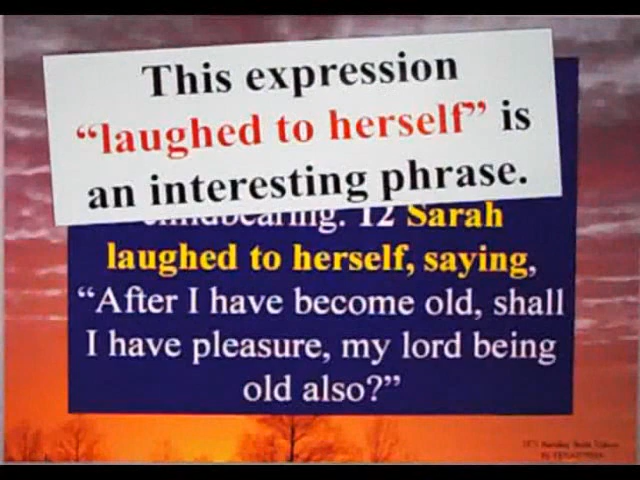 This expression
“laughed to herself” is
an interesting phrase.
childbearing. 12 Sarah
laughed to herself, saying,
“After I have become old, shall
I have pleasure, my lord being
old also?”